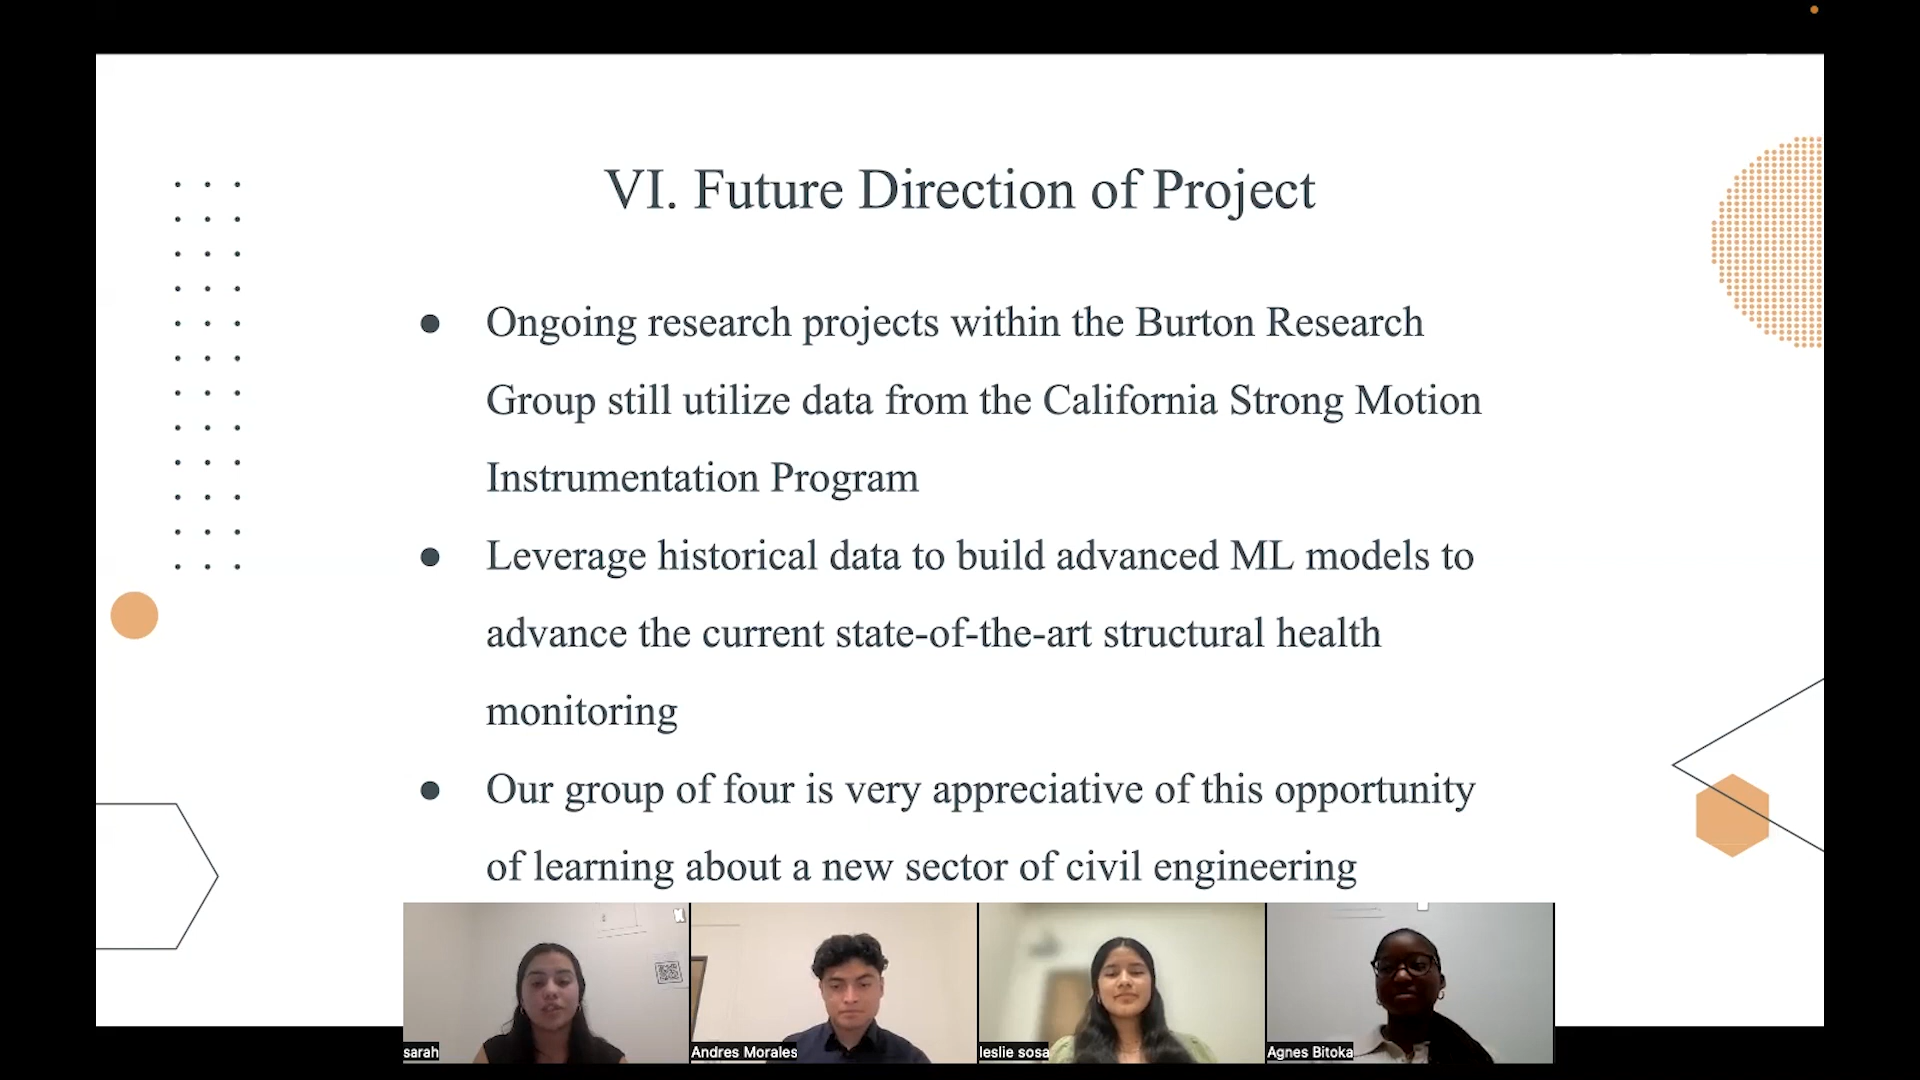 VI. Future Direction of Project
● Ongoing research projects within the Burton Research
Group still utilize data from the California Strong Motion
Instrumentation Program
● Leverage historical data to build advanced ML models to
advance the current state-of-the-art structural health
monitoring
● Our group of four is very appreciative of this opportunity
of learning about a new sector of civil engineering
sarah
Andres Morales
leslie sosa
Agnes Bitoka